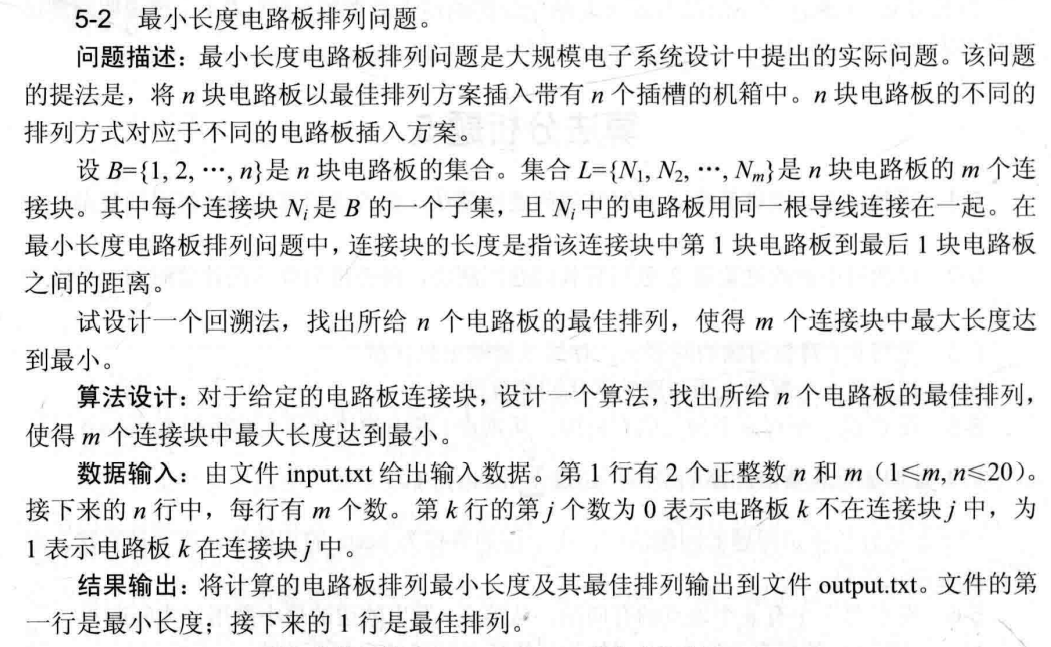 5-2 最小长度电路板排列问题。
问题描述：最小长度电路板排列问题是大规模电子系统设计中提出的实际问题。该问题
的提法是，将 n 块电路板以最佳排列方案插入带有 n 个插槽的机箱中。n 块电路板的不同的
排列方式对应于不同的电路板插入方案。
设 B={1, 2, ⋯, n}是 n 块电路板的集合。集合 L={N₁, N₂, ⋯, Nₘ}是 n 块电路板的 m 个连
接块。其中每个连接块 Nᵢ 是 B 的一个子集，且 Nᵢ 中的电路板用同一根导线连接在一起。在
最小长度电路板排列问题中，连接块的长度是指该连接块中第 1 块电路板到最后 1 块电路板
之间的距离。
试设计一个回溯法，找出所给 n 个电路板的最佳排列，使得 m 个连接块中最大长度达
到最小。
算法设计：对于给定的电路板连接块，设计一个算法，找出所给 n 个电路板的最佳排列，
使得 m 个连接块中最大长度达到最小。
数据输入：由文件 input.txt 给出输入数据。第 1 行有 2 个正整数 n 和 m（1≤m, n≤20）。
接下来的 n 行中，每行有 m 个数。第 k 行的第 j 个数为 0 表示电路板 k 不在连接块 j 中，为
1 表示电路板 k 在连接块 j 中。
结果输出：将计算的电路板排列最小长度及其最佳排列输出到文件 output.txt。文件的第
一行是最小长度；接下来的 1 行是最佳排列。